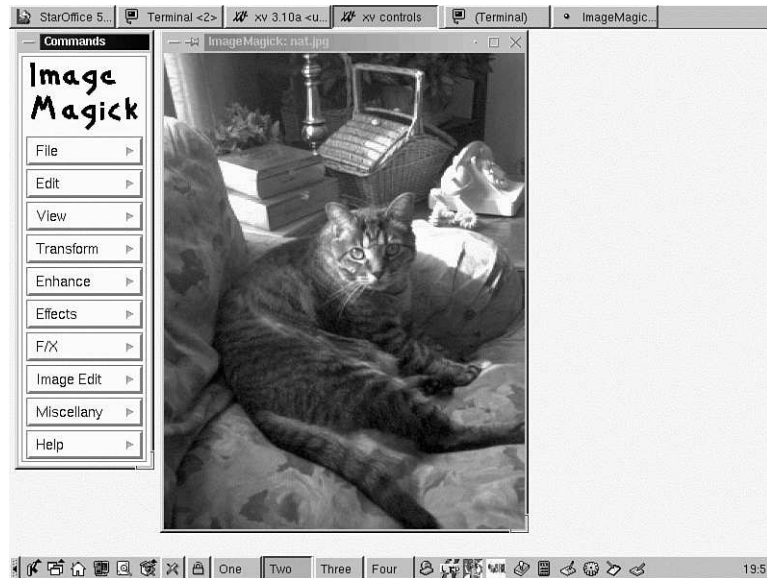 StarOffice 5...
Terminal <2>
xv 3.10a <u...
xv controls
(Terminal)
ImageMagic...
Commands
ImageMagick: nat.jpg
Image
Magick
File
Edit
View
Transform
Enhance
Effects
F/X
Image Edit
Miscellany
Help
One
Two
Three
Four
19:5